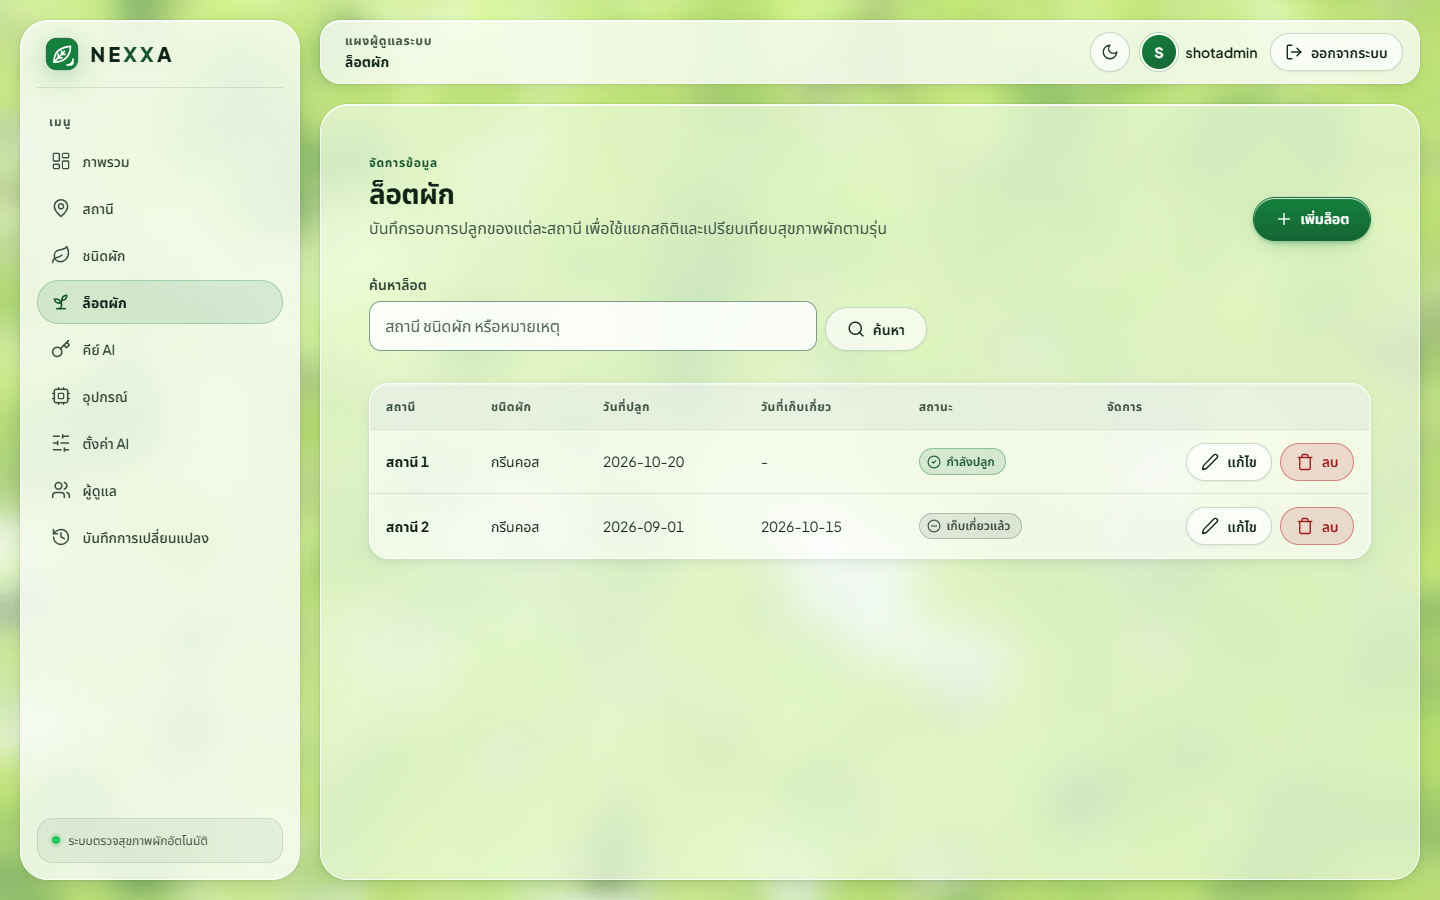 NEXXA
เมนู
ภาพรวม
สถานี
ชนิดผัก
ล็อตผัก
คีย์ AI
อุปกรณ์
ตั้งค่า AI
ผู้ดูแล
บันทึกการเปลี่ยนแปลง
ระบบตรวจสุขภาพผักอัตโนมัติ
แผงผู้ดูแลระบบ
ล็อตผัก
S shotadmin ออกจากระบบ
จัดการข้อมูล
ล็อตผัก
บันทึกรอบการปลูกของแต่ละสถานี เพื่อใช้แยกสถิติและเปรียบเทียบสุขภาพผักตามรุ่น
เพิ่มล็อต
ค้นหาล็อต
สถานี ชนิดผัก หรือหมายเหตุ ค้นหา
สถานี ชนิดผัก วันที่ปลูก วันที่เก็บเกี่ยว สถานะ จัดการ
สถานี 1 กรีนคอส 2026-10-20 - กำลังปลูก แก้ไข ลบ
สถานี 2 กรีนคอส 2026-09-01 2026-10-15 เก็บเกี่ยวแล้ว แก้ไข ลบ